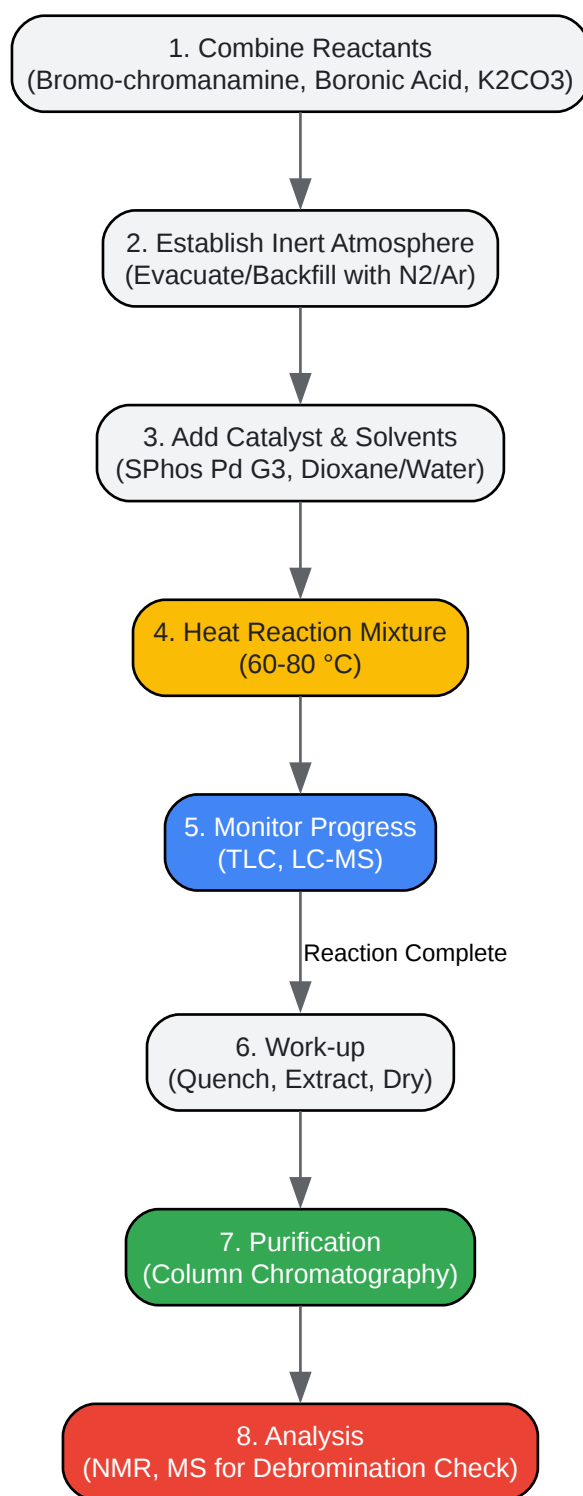 1. Combine Reactants
(Bromo-chromanamine, Boronic Acid, K2CO3)
2. Establish Inert Atmosphere
(Evacuate/Backfill with N2/Ar)
3. Add Catalyst & Solvents
(SPhos Pd G3, Dioxane/Water)
4. Heat Reaction Mixture
(60-80 °C)
5. Monitor Progress
(TLC, LC-MS)
Reaction Complete
6. Work-up
(Quench, Extract, Dry)
7. Purification
(Column Chromatography)
8. Analysis
(NMR, MS for Debromination Check)